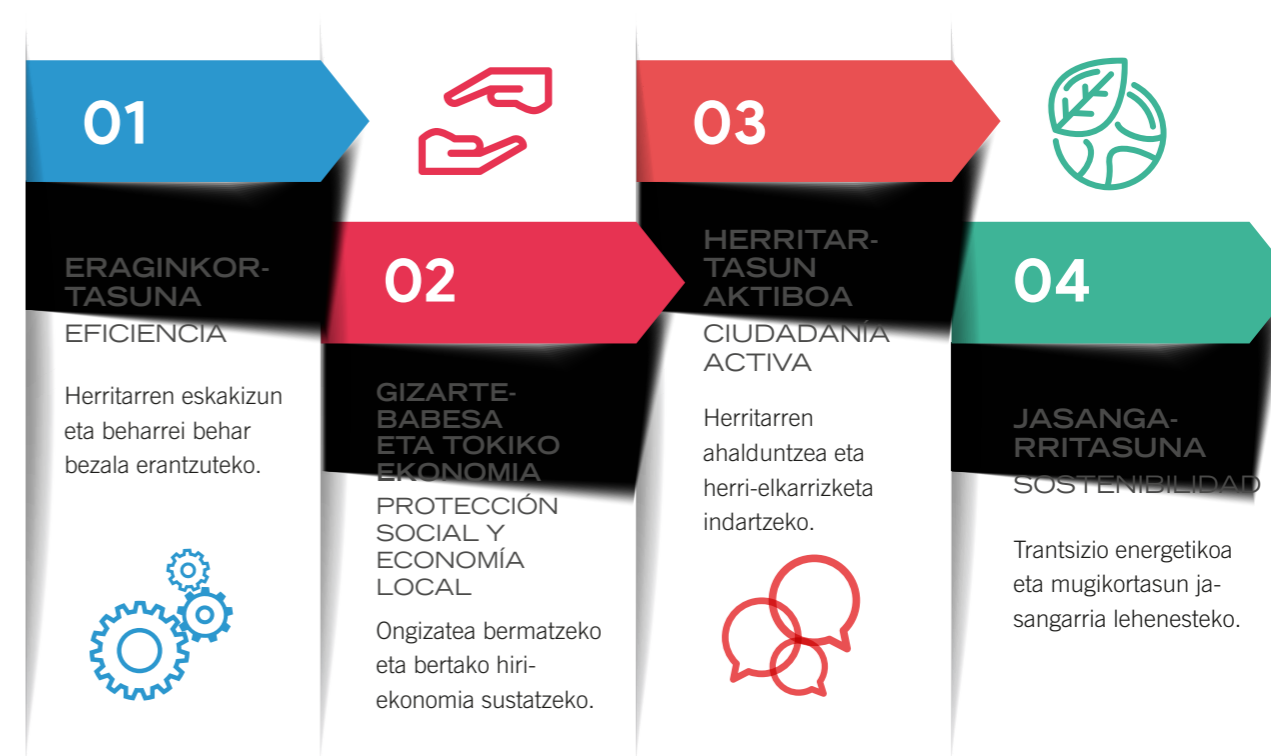 01
ERAGINKOR-
TASUNA
EFICIENCIA
Herritarren eskakizun
eta beharrei behar
bezala erantzuteko.
02
GIZARTE-
BABESA
ETA TOKIKO
EKONOMIA
PROTECCIÓN
SOCIAL Y
ECONOMÍA
LOCAL
Ongizatea bermatzeko
eta bertako hiri-
ekonomia sustatzeko.
03
HERRITAR-
TASUN
AKTIBOA
CIUDADANÍA
ACTIVA
Herritarren
ahalduntzea eta
herri-elkarrizketa
indartzeko.
04
JASANGA-
RRITASUNA
SOSTENIBILIDAD
Trantsizio energetikoa
eta mugikortasun ja-
sangarria lehenesteko.